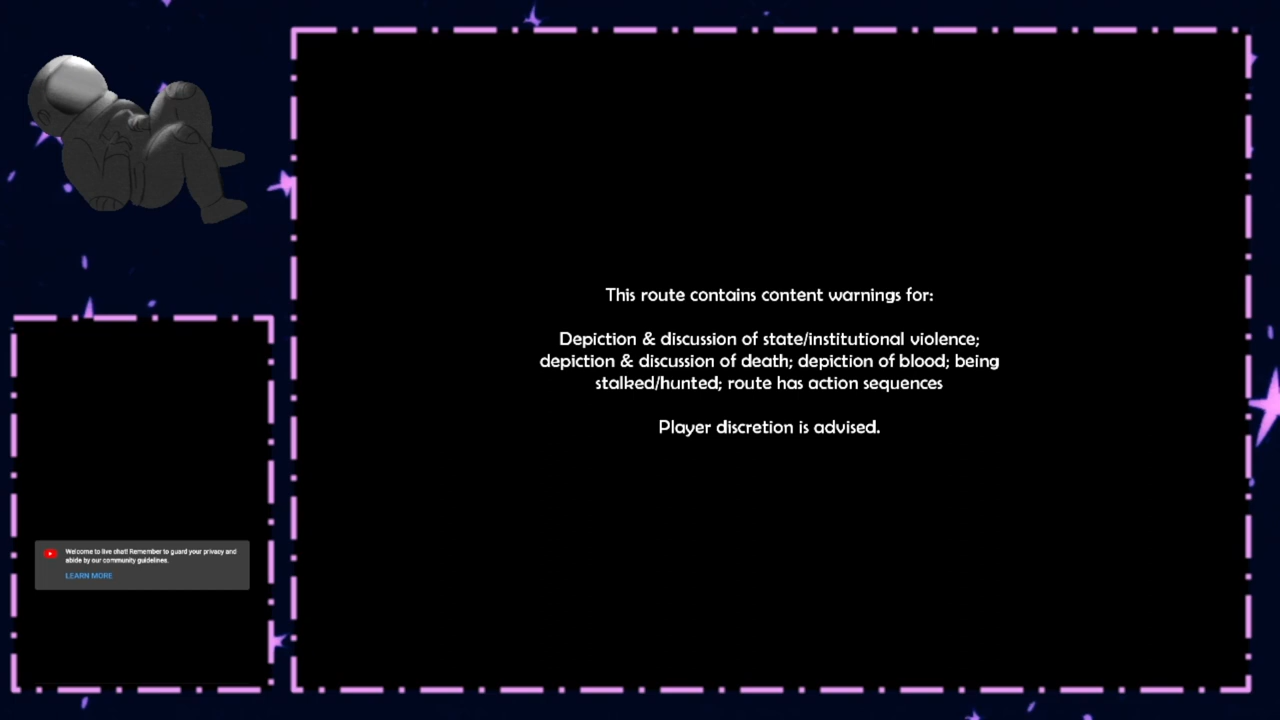 This route contains content warnings for:
Depiction & discussion of state/institutional violence;
depiction & discussion of death; depiction of blood; being
stalked/hunted; route has action sequences
Player discretion is advised.
Welcome to live chat! Remember to guard your privacy and
abide by our community guidelines.
LEARN MORE